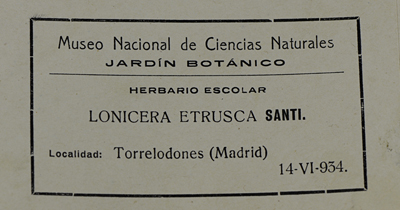 Museo Nacional de Ciencias Naturales
JARDÍN BOTÁNICO
HERBARIO ESCOLAR
LONICERA ETRUSCA SANTI.
Localidad: Torrelodones (Madrid)
14-VI-934.